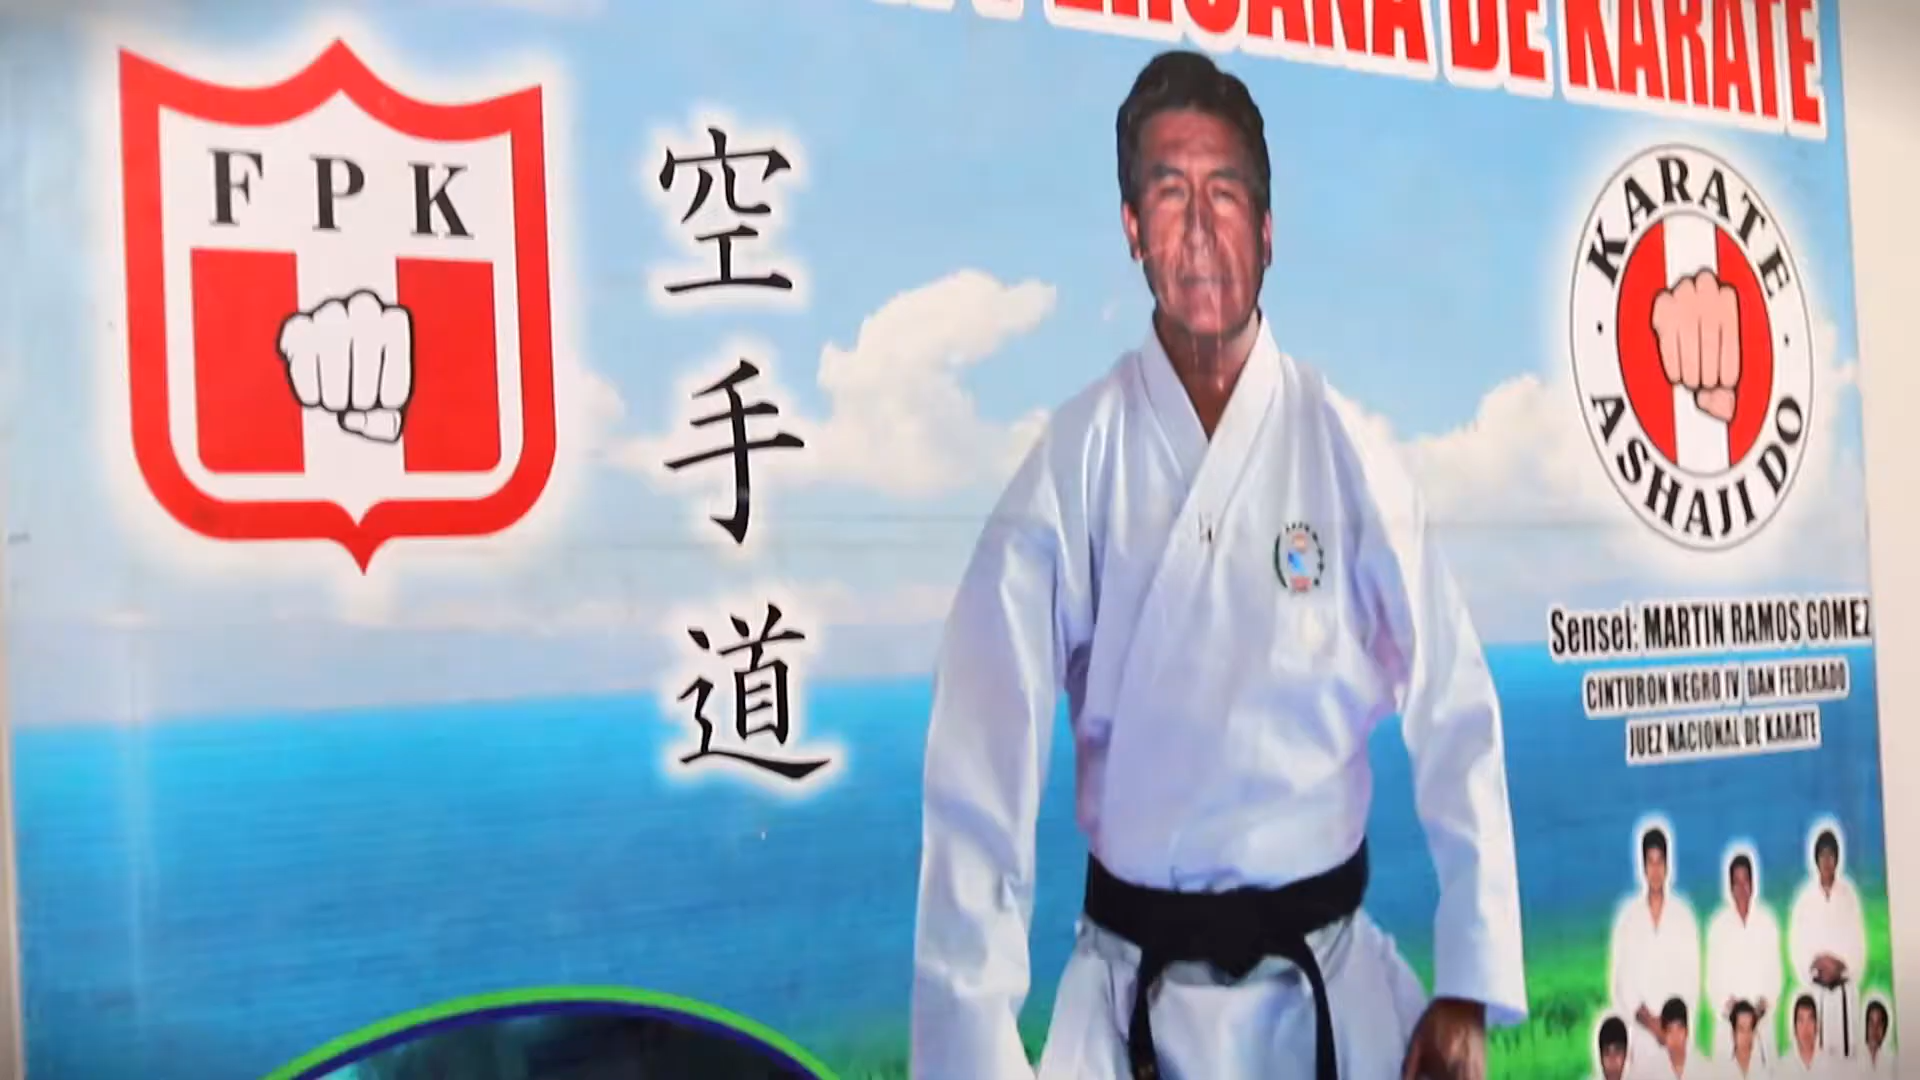 PERUANA DE KARATE
F P K
空
手
道
KARATE
ASHAJI DO
Sensei: MARTIN RAMOS GOMEZ
CINTURON NEGRO IV DAN FEDERADO
JUEZ NACIONAL DE KARATE